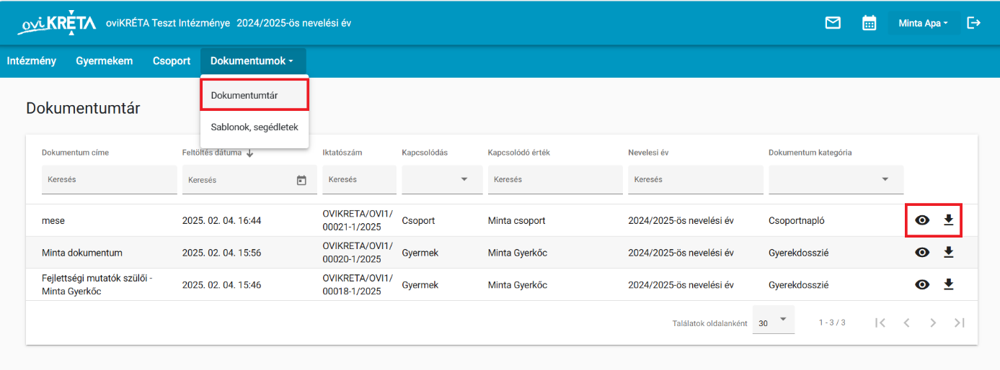 ovi KRÉTA oviKRÉTA Teszt Intézménye 2024/2025-ös nevelési év Minta Apa
Intézmény Gyermekem Csoport Dokumentumok
Dokumentumtár
Sablonok, segédletek
Dokumentumtár
Dokumentum címe Feltöltés dátuma Iktatószám Kapcsolódás Kapcsolódó érték Nevelesi év Dokumentum kategória
Keresés Keresés Keresés Keresés Keresés
mese 2025. 02. 04. 16:44 OVIKRETA/OVI1/ Csoport Minta csoport 2024/2025-ös nevelési év Csoportnapló
00021-1/2025
Minta dokumentum 2025. 02. 04. 15:56 OVIKRETA/OVI1/ Gyermek Minta Gyerkőc 2024/2025-ös nevelési év Gyerekdosszié
00020-1/2025
Fejlettségi mutatók szülői - 2025. 02. 04. 15:46 OVIKRETA/OVI1/ Gyermek Minta Gyerkőc 2024/2025-ös nevelési év Gyerekdosszié
Minta Gyerkőc 00018-1/2025
Találatok oldalanként 30 1 - 3 / 3